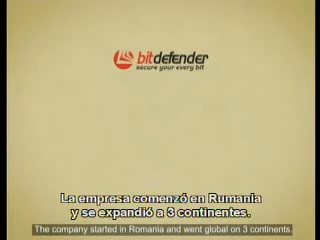 bitdefender
secure your every bit
La empresa comenzó en Rumania
y se expandió a 3 continentes.
The company started in Romania and went global on 3 continents.